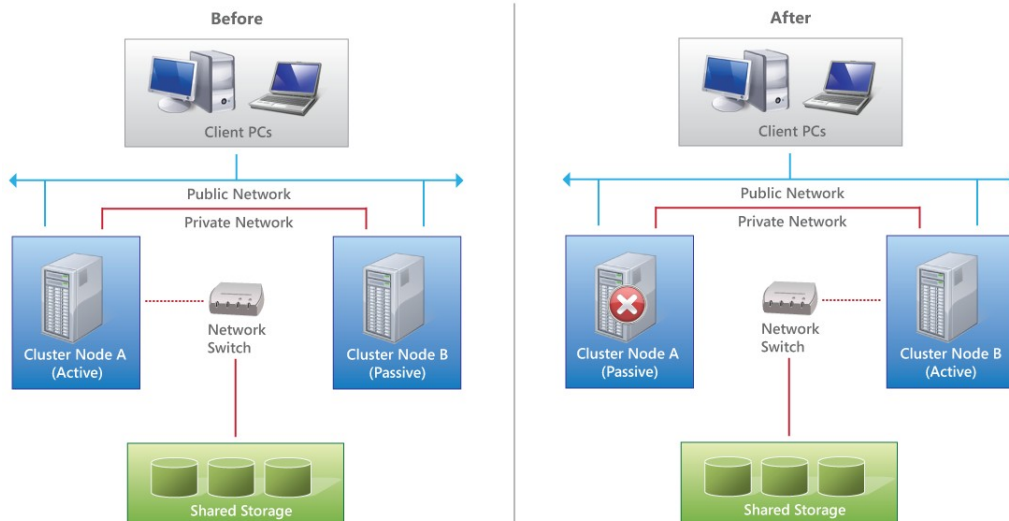 Before
Client PCs
Public Network
Private Network
Cluster Node A
(Active)
Network
Switch
Cluster Node B
(Passive)
Shared Storage
After
Client PCs
Public Network
Private Network
Cluster Node A
(Passive)
Network
Switch
Cluster Node B
(Active)
Shared Storage